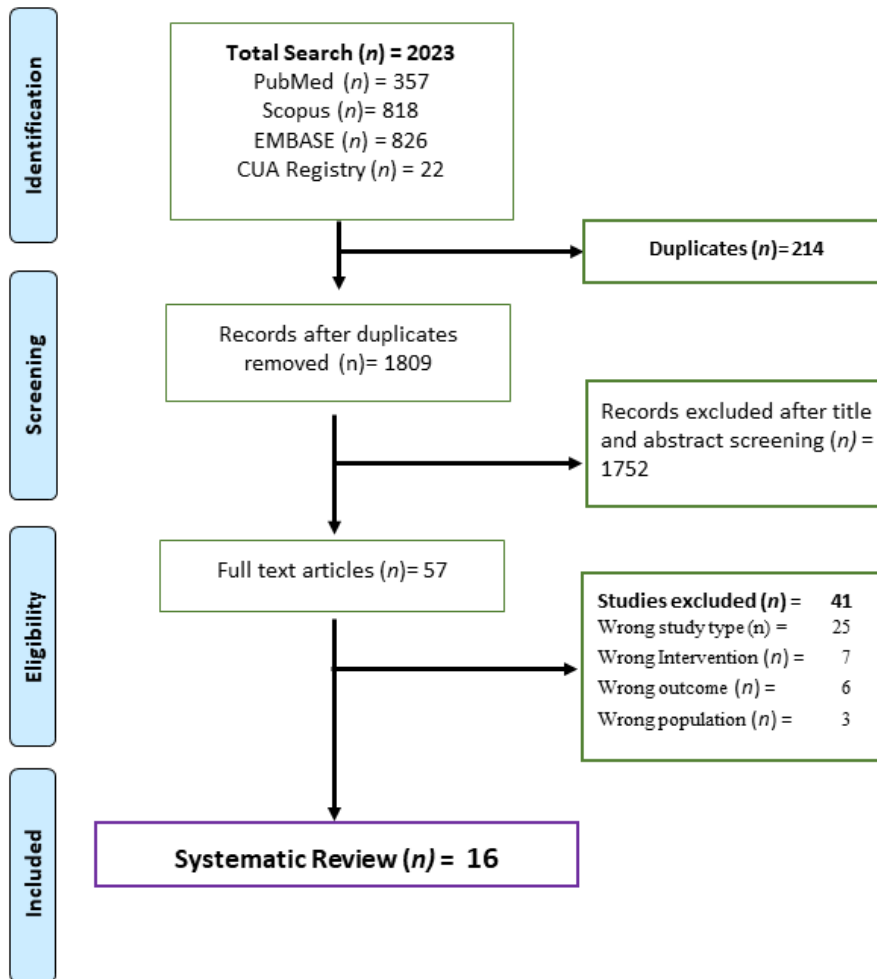 Identification
Total Search (n) = 2023
PubMed (n) = 357
Scopus (n)= 818
EMBASE (n) = 826
CUA Registry (n) = 22
Duplicates (n)= 214
Screening
Records after duplicates
removed (n)= 1809
Records excluded after title
and abstract screening (n) =
1752
Eligibility
Full text articles (n)= 57
Studies excluded (n) = 41
Wrong study type (n) = 25
Wrong Intervention (n) = 7
Wrong outcome (n) = 6
Wrong population (n) = 3
Included
Systematic Review (n) = 16